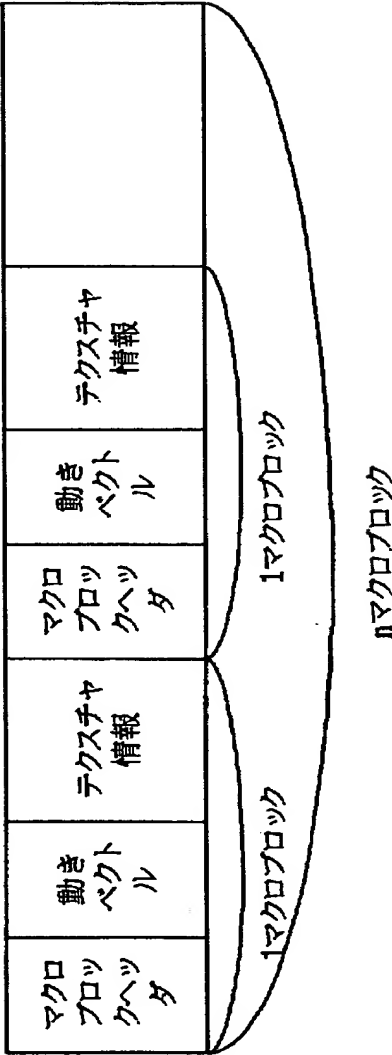 マクロ
ブロッ
クヘッ
ダ
動き
ベクト
ル
テクスチャ
情報
マクロ
ブロッ
クヘッ
ダ
動き
ベクト
ル
テクスチャ
情報
1マクロブロック
1マクロブロック
nマクロブロック